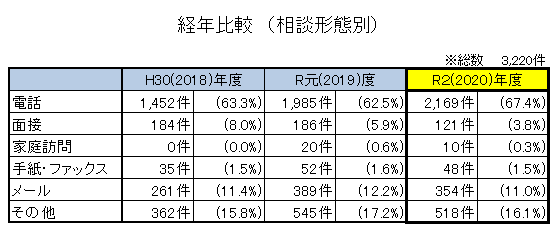 経年比較 (相談形態別)
※総数 3,220件
H30(2018)年度 R元(2019)度 R2(2020)年度
電話 1,452件 (63.3%) 1,985件 (62.5%) 2,169件 (67.4%)
面接 184件 (8.0%) 186件 (5.9%) 121件 (3.8%)
家庭訪問 0件 (0.0%) 20件 (0.6%) 10件 (0.3%)
手紙・ファックス 35件 (1.5%) 52件 (1.6%) 48件 (1.5%)
メール 261件 (11.4%) 389件 (12.2%) 354件 (11.0%)
その他 362件 (15.8%) 545件 (17.2%) 518件 (16.1%)